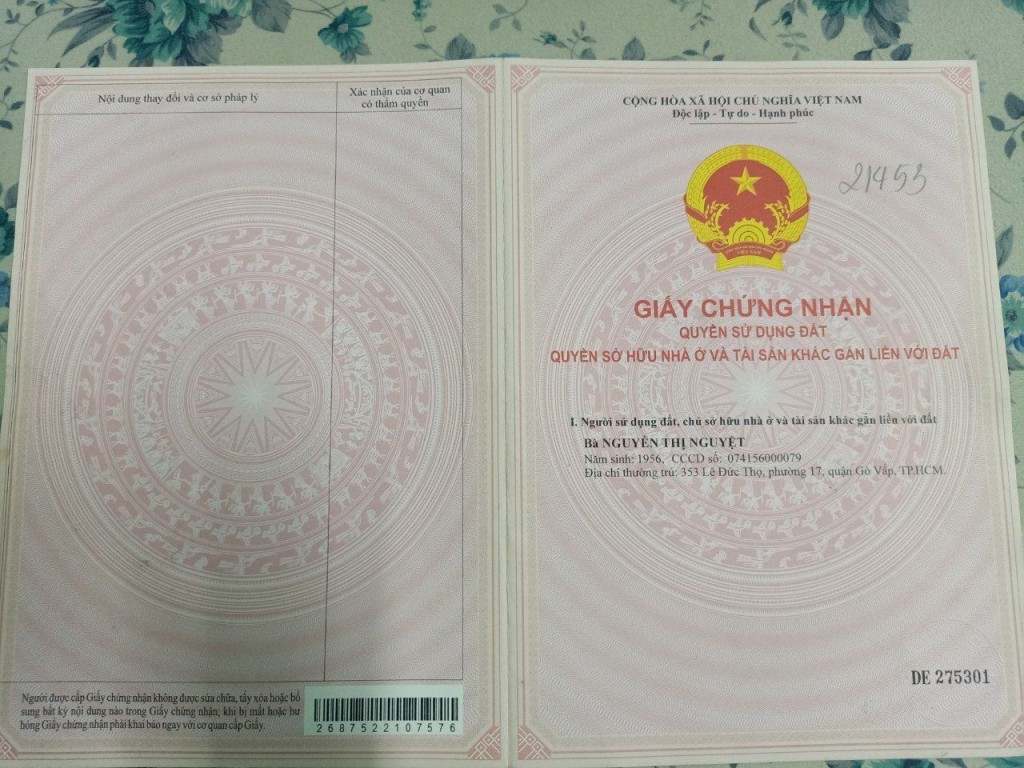 Nội dung thay đổi và cơ sở pháp lý
Xác nhận của cơ quan
có thẩm quyền
Người được cấp Giấy chứng nhận không được sửa chữa, tẩy xóa hoặc bổ
sung bất kỳ nội dung nào trong Giấy chứng nhận; khi bị mất hoặc hư
hỏng Giấy chứng nhận phải khai báo ngay với cơ quan cấp Giấy.
2687522107576
CỘNG HÒA XÃ HỘI CHỦ NGHĨA VIỆT NAM
Độc lập - Tự do - Hạnh phúc
21453
VIỆT NAM
GIẤY CHỨNG NHẬN
QUYỀN SỬ DỤNG ĐẤT
QUYỀN SỞ HỮU NHÀ Ở VÀ TÀI SẢN KHÁC GẮN LIỀN VỚI ĐẤT
I. Người sử dụng đất, chủ sở hữu nhà ở và tài sản khác gắn liền với đất
Bà NGUYỄN THỊ NGUYỆT
Năm sinh: 1956, CCCD số: 074156000079
Địa chỉ thường trú: 353 Lê Đức Thọ, phường 17, quận Gò Vấp, TP.HCM.
DE 275301